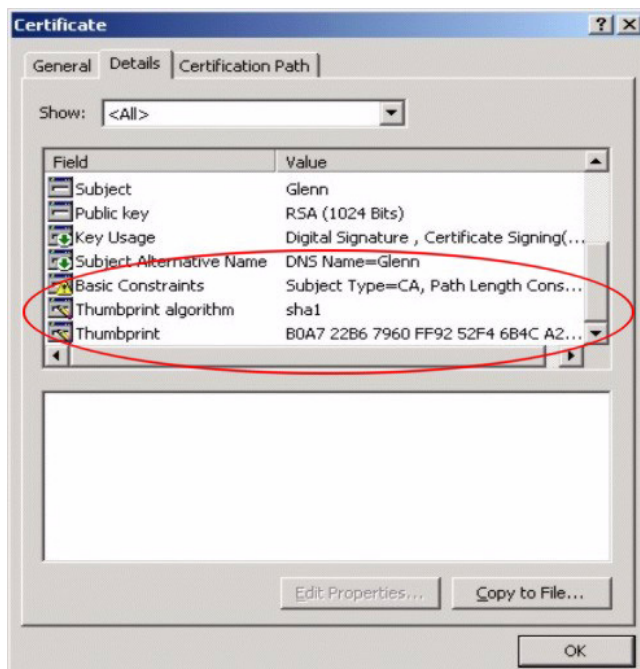 Certificate
General Details Certification Path
Show: <All>
Field Value
Subject Glenn
Public key RSA (1024 Bits)
Key Usage Digital Signature , Certificate Signing(...
Subject Alternative Name DNS Name=Glenn
Basic Constraints Subject Type=CA, Path Length Cons...
Thumbprint algorithm sha1
Thumbprint B0A7 22B6 7960 FF92 52F4 6B4C A2...
Edit Properties... Copy to File...
OK